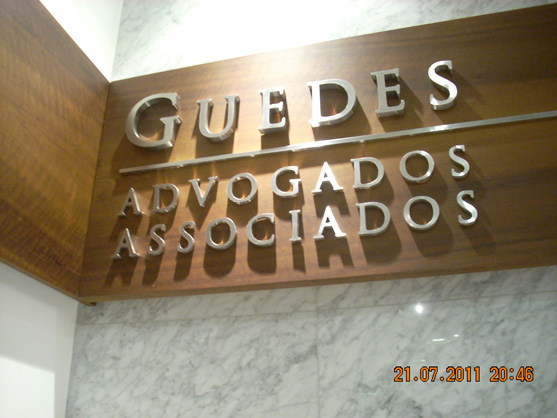 GUEDES
ADVOGADOS
ASSOCIADOS
21.07.2011 20:46